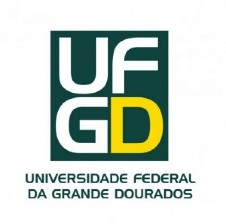 UF
GD
UNIVERSIDADE FEDERAL
DA GRANDE DOURADOS